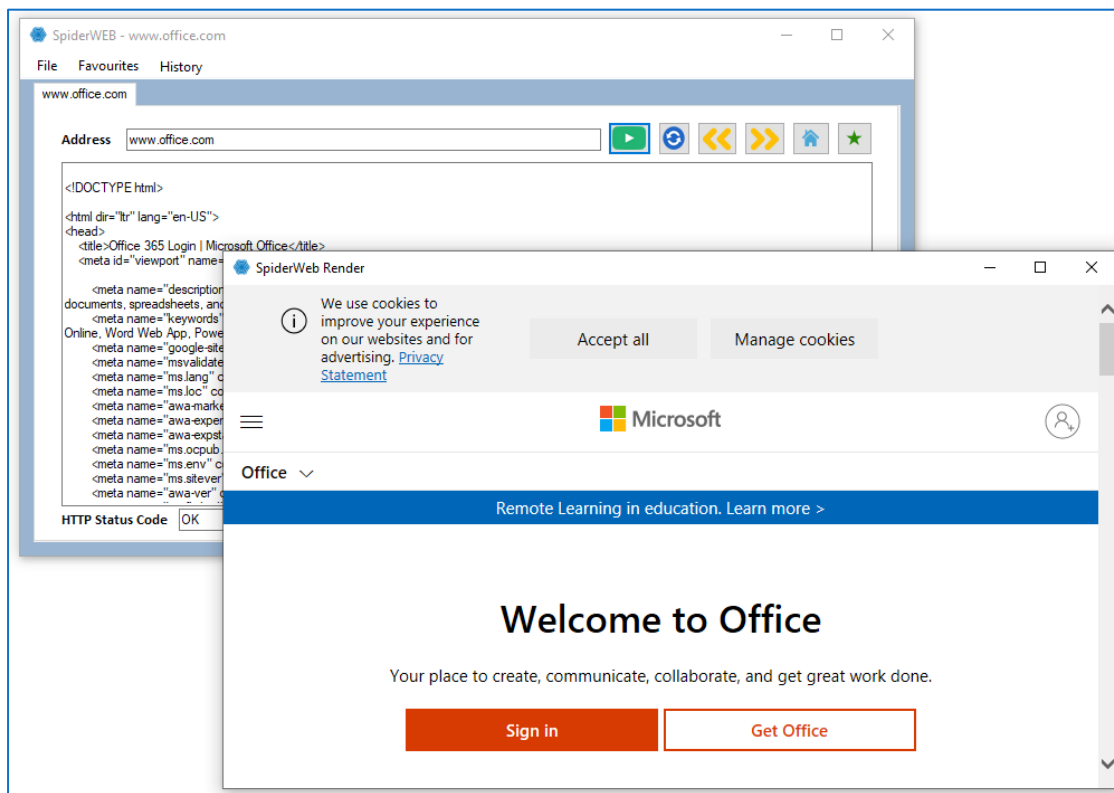 SpiderWEB - www.office.com
File Favourites History
www.office.com
Address www.office.com
<!DOCTYPE html>
<html dir="ltr" lang="en-US">
<head>
<title>Office 365 Login | Microsoft Office</title>
<meta id="viewport" name=
<meta name="description
documents, spreadsheets, and
<meta name="keywords"
Online, Word Web App, Powe
<meta name="google-site
<meta name="msvalidate
<meta name="ms.lang" c
<meta name="ms.loc" co
<meta name="awa-marke
<meta name="awa-exper
<meta name="awa-expsta
<meta name="ms.ocpub.
<meta name="ms.env" c
<meta name="ms.sitever"
<meta name="awa-ver" c
HTTP Status Code OK
SpiderWeb Render
We use cookies to
improve your experience
on our websites and for
advertising. Privacy
Statement
Accept all
Manage cookies
Microsoft
Office
Remote Learning in education. Learn more >
Welcome to Office
Your place to create, communicate, collaborate, and get great work done.
Sign in
Get Office